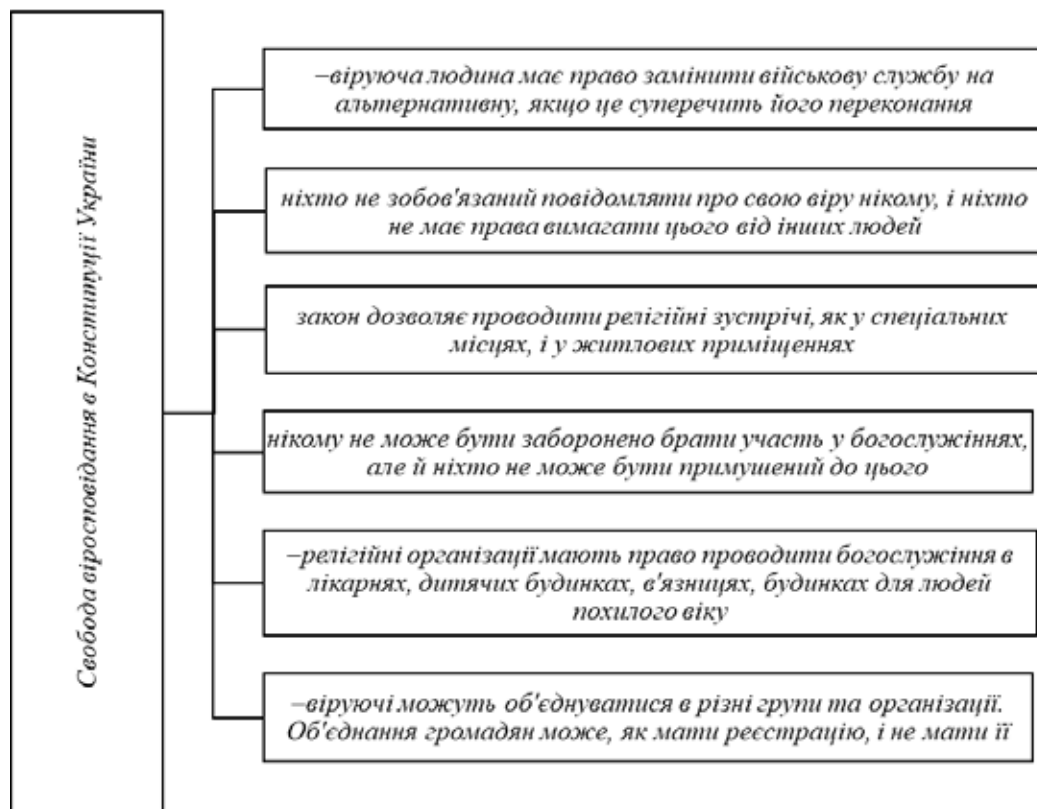 Свобода віросповідання в Конституції України
–віруюча людина має право замінити військову службу на
альтернативну, якщо це суперечить його переконання
ніхто не зобов'язаний повідомляти про свою віру нікому, і ніхто
не має права вимагати цього від інших людей
закон дозволяє проводити релігійні зустрічі, як у спеціальних
місцях, і у житлових приміщеннях
нікому не може бути заборонено брати участь у богослужіннях,
але й ніхто не може бути примушений до цього
–релігійні організації мають право проводити богослужіння в
лікарнях, дитячих будинках, в'язницях, будинках для людей
похилого віку
–віруючі можуть об'єднуватися в різні групи та організації.
Об'єднання громадян може, як мати реєстрацію, і не мати її